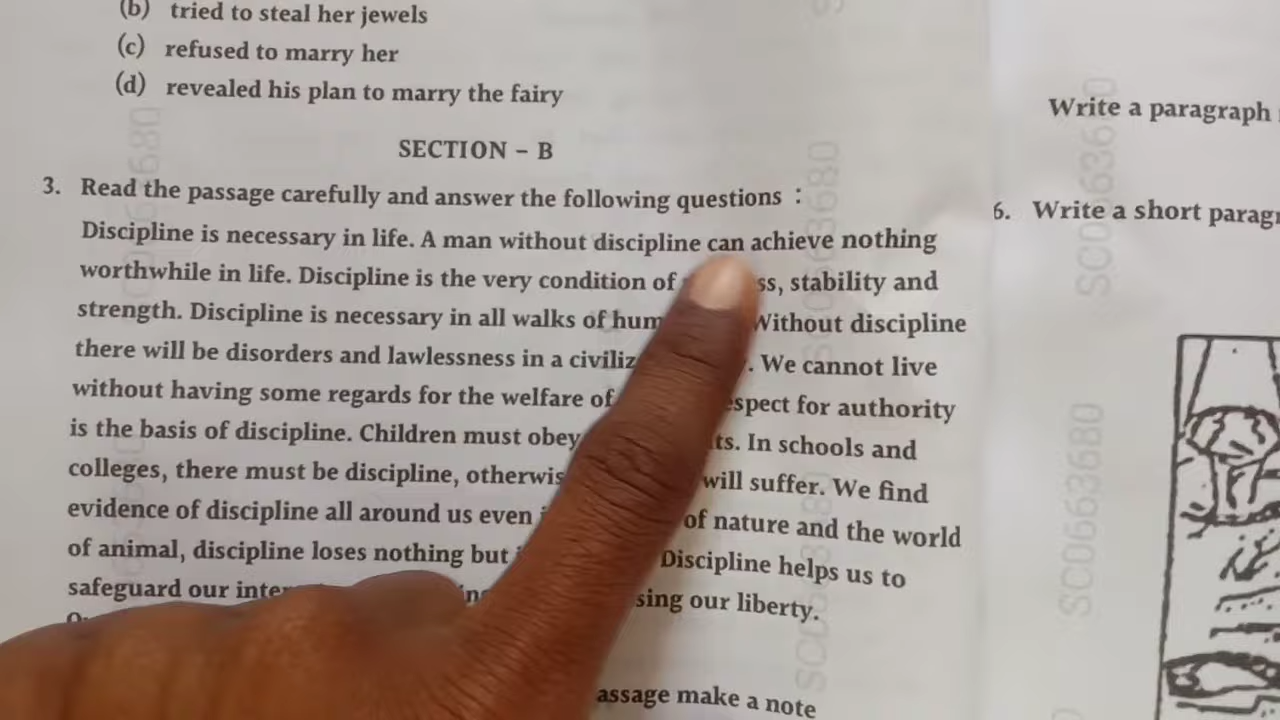 (b) tried to steal her jewels
(c) refused to marry her
(d) revealed his plan to marry the fairy
SECTION - B
3. Read the passage carefully and answer the following questions :
Discipline is necessary in life. A man without discipline can achieve nothing
worthwhile in life. Discipline is the very condition of ss, stability and
strength. Discipline is necessary in all walks of hum Without discipline
there will be disorders and lawlessness in a civiliz . We cannot live
without having some regards for the welfare of espect for authority
is the basis of discipline. Children must obey ts. In schools and
colleges, there must be discipline, otherwis will suffer. We find
evidence of discipline all around us even of nature and the world
of animal, discipline loses nothing but Discipline helps us to
safeguard our inter sing our liberty.
assage make a note
Write a paragraph
6. Write a short paragr
SC0663680
SC0663680
SC0663680
SC0663680